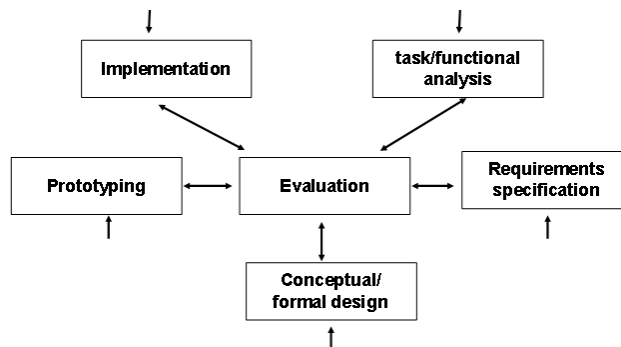 Implementation
task/functional
analysis
Prototyping
Evaluation
Requirements
specification
Conceptual/
formal design